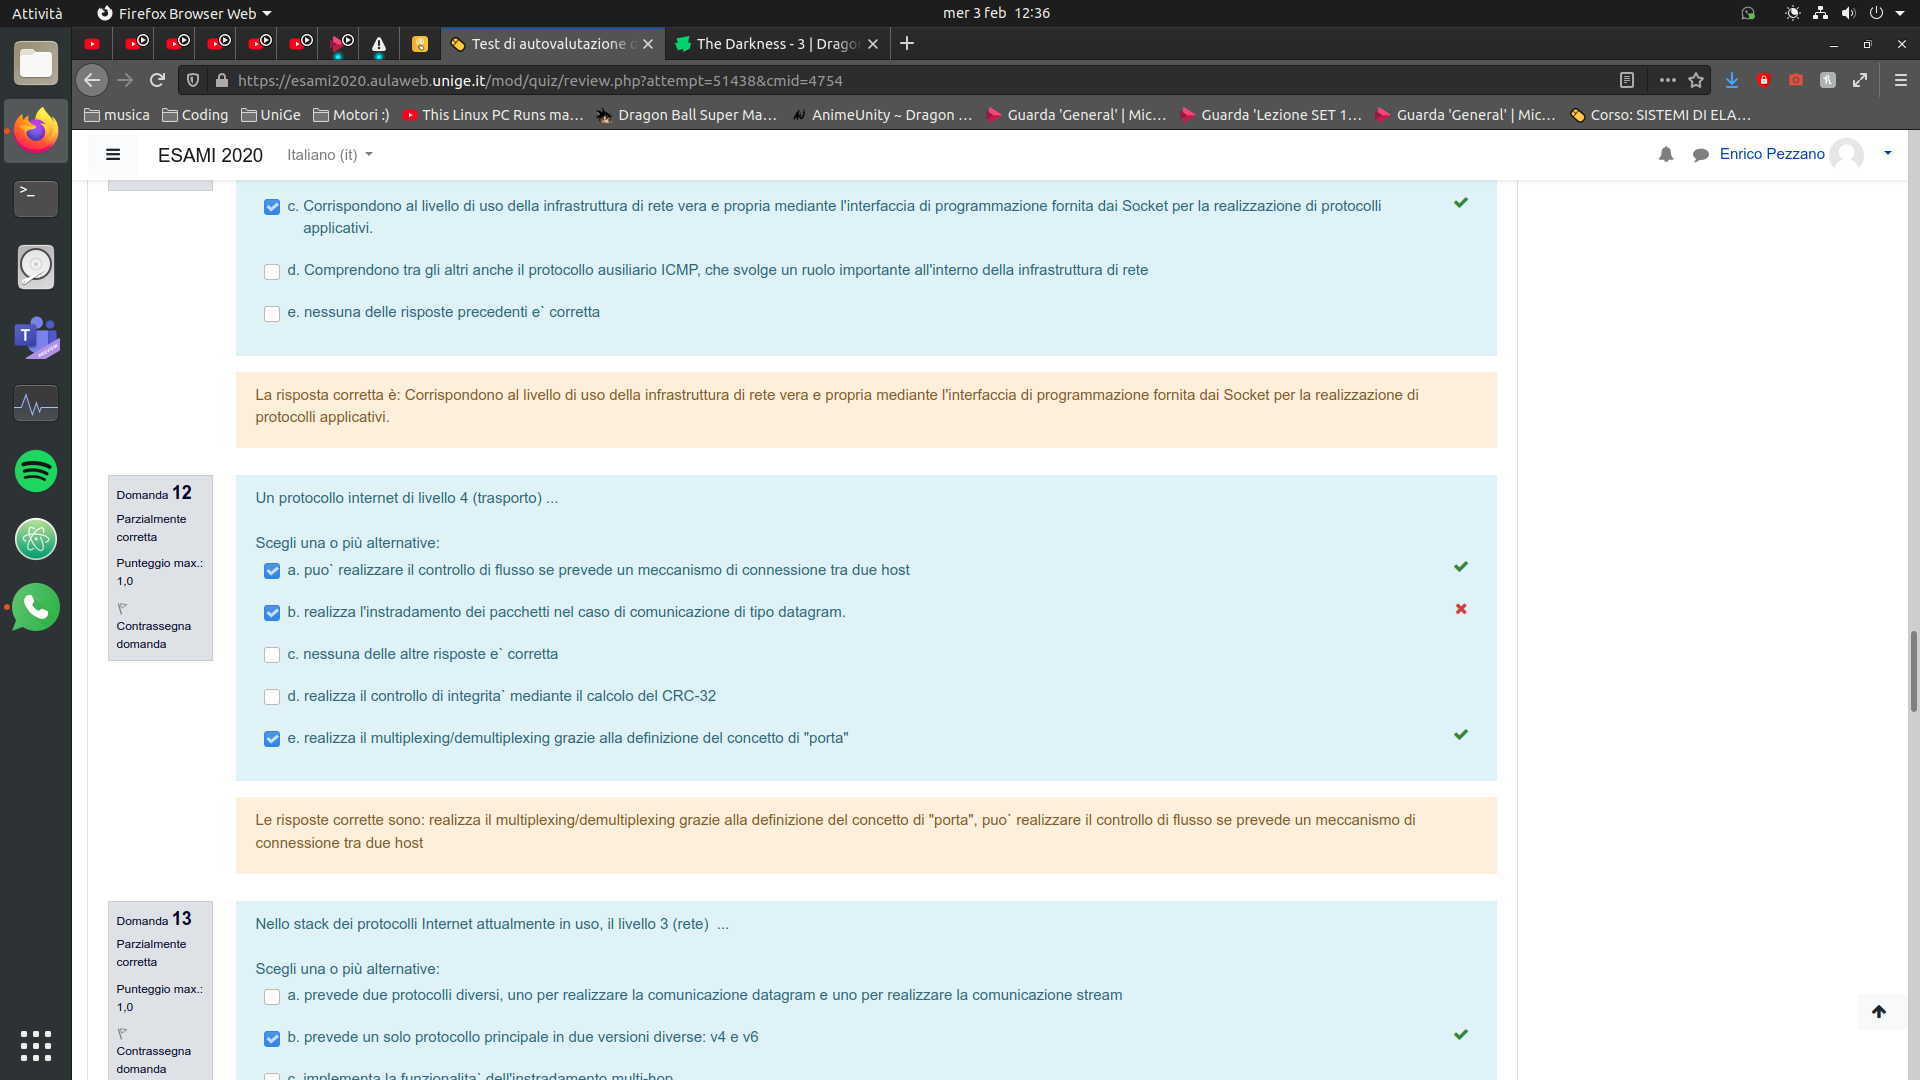 Attività
Firefox Browser Web
mer 3 feb 12:36
Test di autovalutazione d
The Darkness - 3 | Drago
https://esami2020.aulaweb.unige.it/mod/quiz/review.php?attempt=51438&cmid=4754
musica
Coding
UniGe
Motori :)
This Linux PC Runs ma…
Dragon Ball Super Ma…
AnimeUnity ~ Dragon …
Guarda 'General' | Mic…
Guarda 'Lezione SET 1…
Guarda 'General' | Mic…
Corso: SISTEMI DI ELA…
ESAMI 2020
Italiano (it)
Enrico Pezzano
c. Corrispondono al livello di uso della infrastruttura di rete vera e propria mediante l'interfaccia di programmazione fornita dai Socket per la realizzazione di protocolli
applicativi.
d. Comprendono tra gli altri anche il protocollo ausiliario ICMP, che svolge un ruolo importante all'interno della infrastruttura di rete
e. nessuna delle risposte precedenti e` corretta
La risposta corretta è: Corrispondono al livello di uso della infrastruttura di rete vera e propria mediante l'interfaccia di programmazione fornita dai Socket per la realizzazione di
protocolli applicativi.
Domanda 12
Parzialmente
corretta
Punteggio max.:
1,0
Contrassegna
domanda
Un protocollo internet di livello 4 (trasporto) ...
Scegli una o più alternative:
a. puo` realizzare il controllo di flusso se prevede un meccanismo di connessione tra due host
b. realizza l'instradamento dei pacchetti nel caso di comunicazione di tipo datagram.
c. nessuna delle altre risposte e` corretta
d. realizza il controllo di integrita` mediante il calcolo del CRC-32
e. realizza il multiplexing/demultiplexing grazie alla definizione del concetto di "porta"
Le risposte corrette sono: realizza il multiplexing/demultiplexing grazie alla definizione del concetto di "porta", puo` realizzare il controllo di flusso se prevede un meccanismo di
connessione tra due host
Domanda 13
Parzialmente
corretta
Punteggio max.:
1,0
Contrassegna
domanda
Nello stack dei protocolli Internet attualmente in uso, il livello 3 (rete) ...
Scegli una o più alternative:
a. prevede due protocolli diversi, uno per realizzare la comunicazione datagram e uno per realizzare la comunicazione stream
b. prevede un solo protocollo principale in due versioni diverse: v4 e v6
c. implementa la funzionalita` dell'instradamento multi-hop